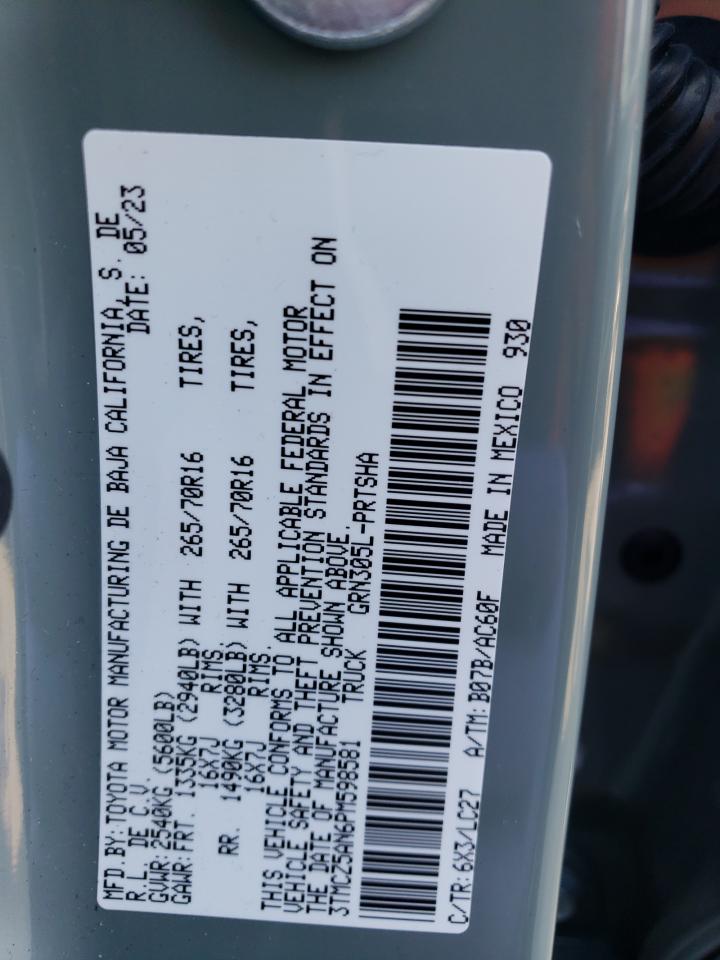 MFD.BY:TOYOTA MOTOR MANUFACTURING DE BAJA CALIFORNIA, S. DE
R.L. DE C.V. DATE: 05/23
GVWR:2540KG (5600LB)
GAWR:FRT. 1335KG (2940LB) WITH 265/70R16 TIRES,
16X7J RIMS.
RR. 1490KG (3280LB) WITH 265/70R16 TIRES,
16X7J RIMS.
THIS VEHICLE CONFORMS TO ALL APPLICABLE FEDERAL MOTOR
VEHICLE SAFETY AND THEFT PREVENTION STANDARDS IN EFFECT ON
THE DATE OF MANUFACTURE SHOWN ABOVE.
3TMCZ5AN6PM598581 TRUCK GRN305L-PRTSHA
C/TR:6X3/LC27 A/TM:B07B/AC60F MADE IN MEXICO 930